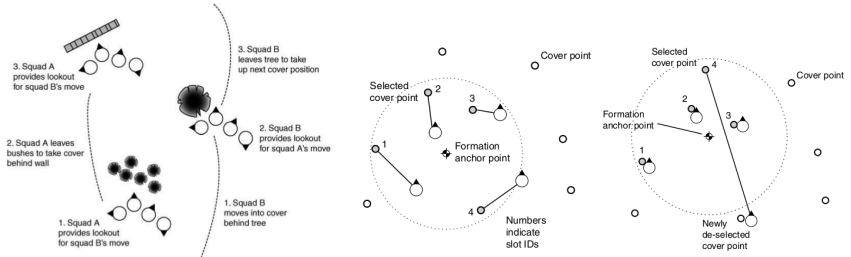 3. Squad A
provides lookout
for squad B's move
2. Squad A leaves
bushes to take cover
behind wall
1. Squad A
provides lookout
for squad B's move
3. Squad B
leaves tree to take
up next cover position
2. Squad B
provides lookout
for squad A's move
1. Squad B
moves into cover
behind tree
Cover point
Selected
cover point
2
3
1
Formation
anchor point
4
Numbers
indicate
slot IDs
Selected
cover point
4
Cover point
2
3
Formation
anchor point
1
Newly
de-selected
cover point